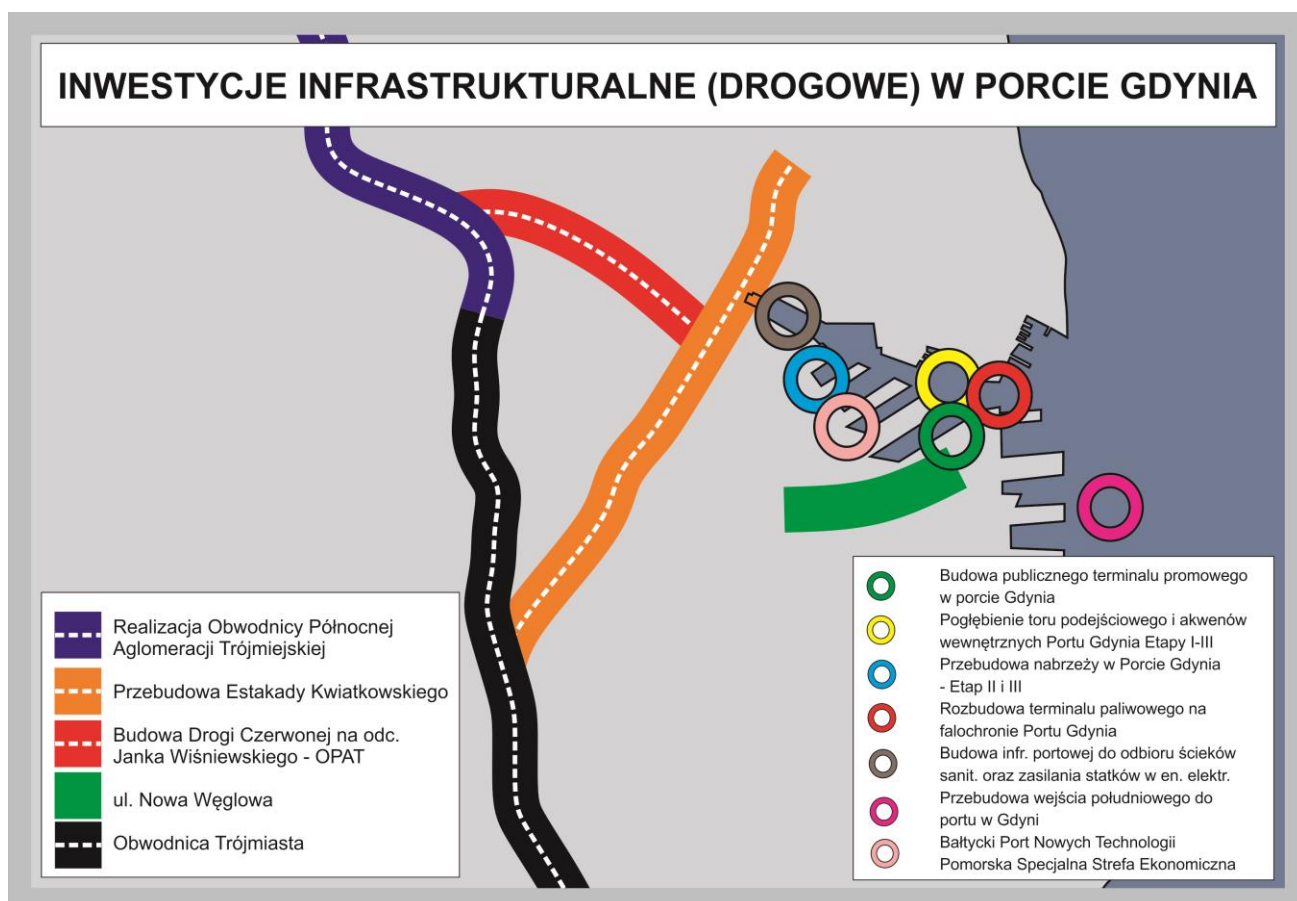 INWESTYCJE INFRASTRUKTURALNE (DROGOWE) W PORCIE GDYNIA
Realizacja Obwodnicy Północnej
Aglomeracji Trójmiejskiej
Przebudowa Estakady Kwiatkowskiego
Budowa Drogi Czerwonej na odc.
Janka Wiśniewskiego - OPAT
ul. Nowa Węglowa
Obwodnica Trójmiasta
Budowa publicznego terminalu promowego
w porcie Gdynia
Pogłębienie toru podejściowego i akwenów
wewnętrznych Portu Gdynia Etapy I-III
Przebudowa nabrzeży w Porcie Gdynia
- Etap II i III
Rozbudowa terminalu paliwowego na
falochronie Portu Gdynia
Budowa infr. portowej do odbioru ścieków
sanit. oraz zasilania statków w en. elektr.
Przebudowa wejścia południowego do
portu w Gdyni
Bałtycki Port Nowych Technologii
Pomorska Specjalna Strefa Ekonomiczna